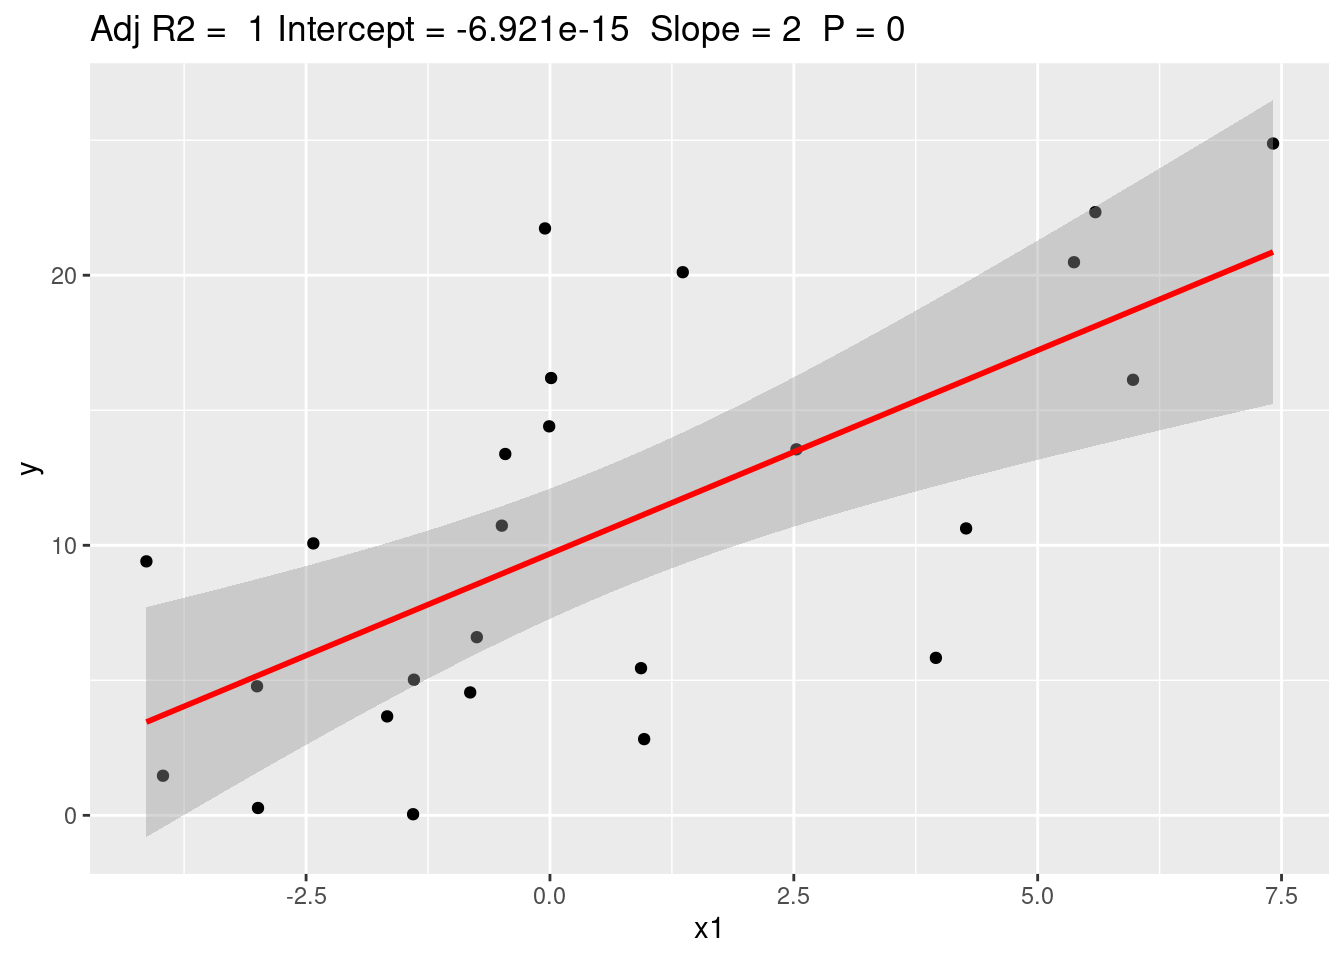 Adj R2 =  1 Intercept = -6.921e-15  Slope = 2  P = 0
20
10
0
y
-2.5
0.0
2.5
5.0
7.5
x1